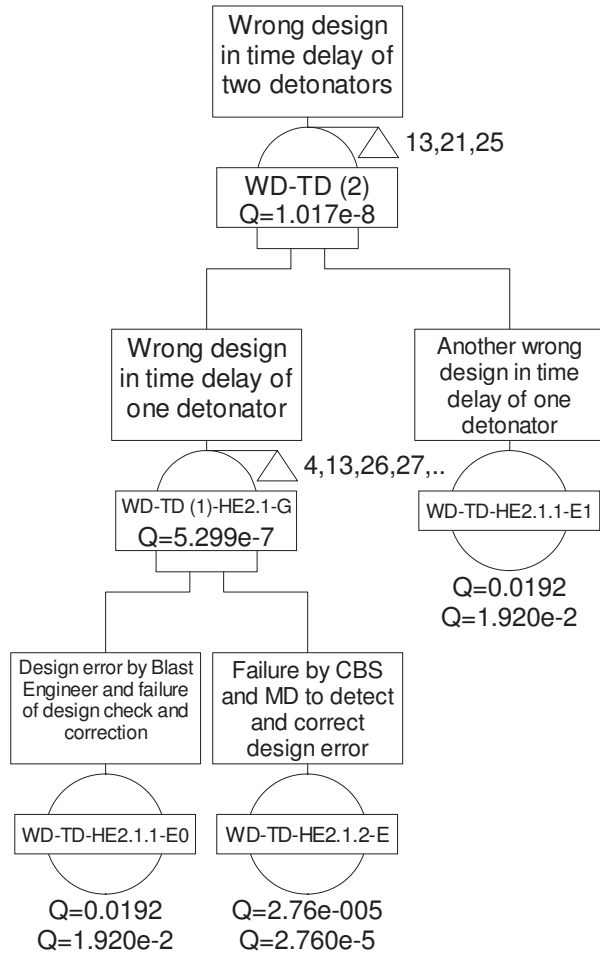 Wrong design
in time delay of
two detonators
13,21,25
WD-TD (2)
Q=1.017e-8
Wrong design
in time delay of
one detonator
4,13,26,27,..
WD-TD (1)-HE2.1-G
Q=5.299e-7
Another wrong
design in time
delay of one
detonator
WD-TD-HE2.1.1-E1
Q=0.0192
Q=1.920e-2
Design error by Blast
Engineer and failure
of design check and
correction
WD-TD-HE2.1.1-E0
Q=0.0192
Q=1.920e-2
Failure by CBS
and MD to detect
and correct
design error
WD-TD-HE2.1.2-E
Q=2.76e-005
Q=2.760e-5